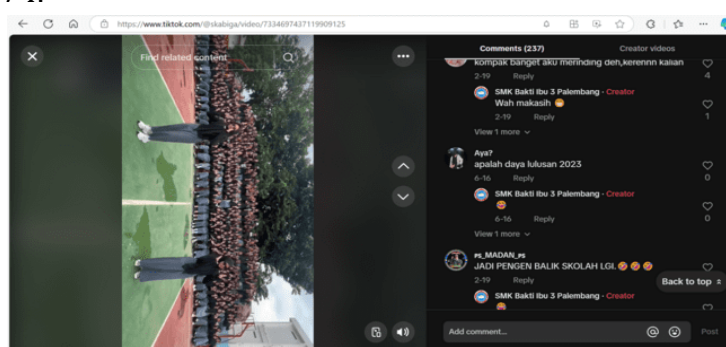 https://www.tiktok.com/@skabiga/video/7334697437119909125
Find related content
Comments (237)
Creator videos
kompak banget aku merinding deh,kerennn kalian
2-19 Reply
4
SMK Bakti Ibu 3 Palembang · Creator
Wah makasih
2-19 Reply
1
View 1 more
Aya?
apalah daya lulusan 2023
6-16 Reply
0
SMK Bakti Ibu 3 Palembang · Creator
6-16 Reply
0
View 1 more
PS_MADAN_PS
JADI PENGEN BALIK SKOLAH LGI.
2-19 Reply
Back to top
SMK Bakti Ibu 3 Palembang · Creator
Add comment...
Post